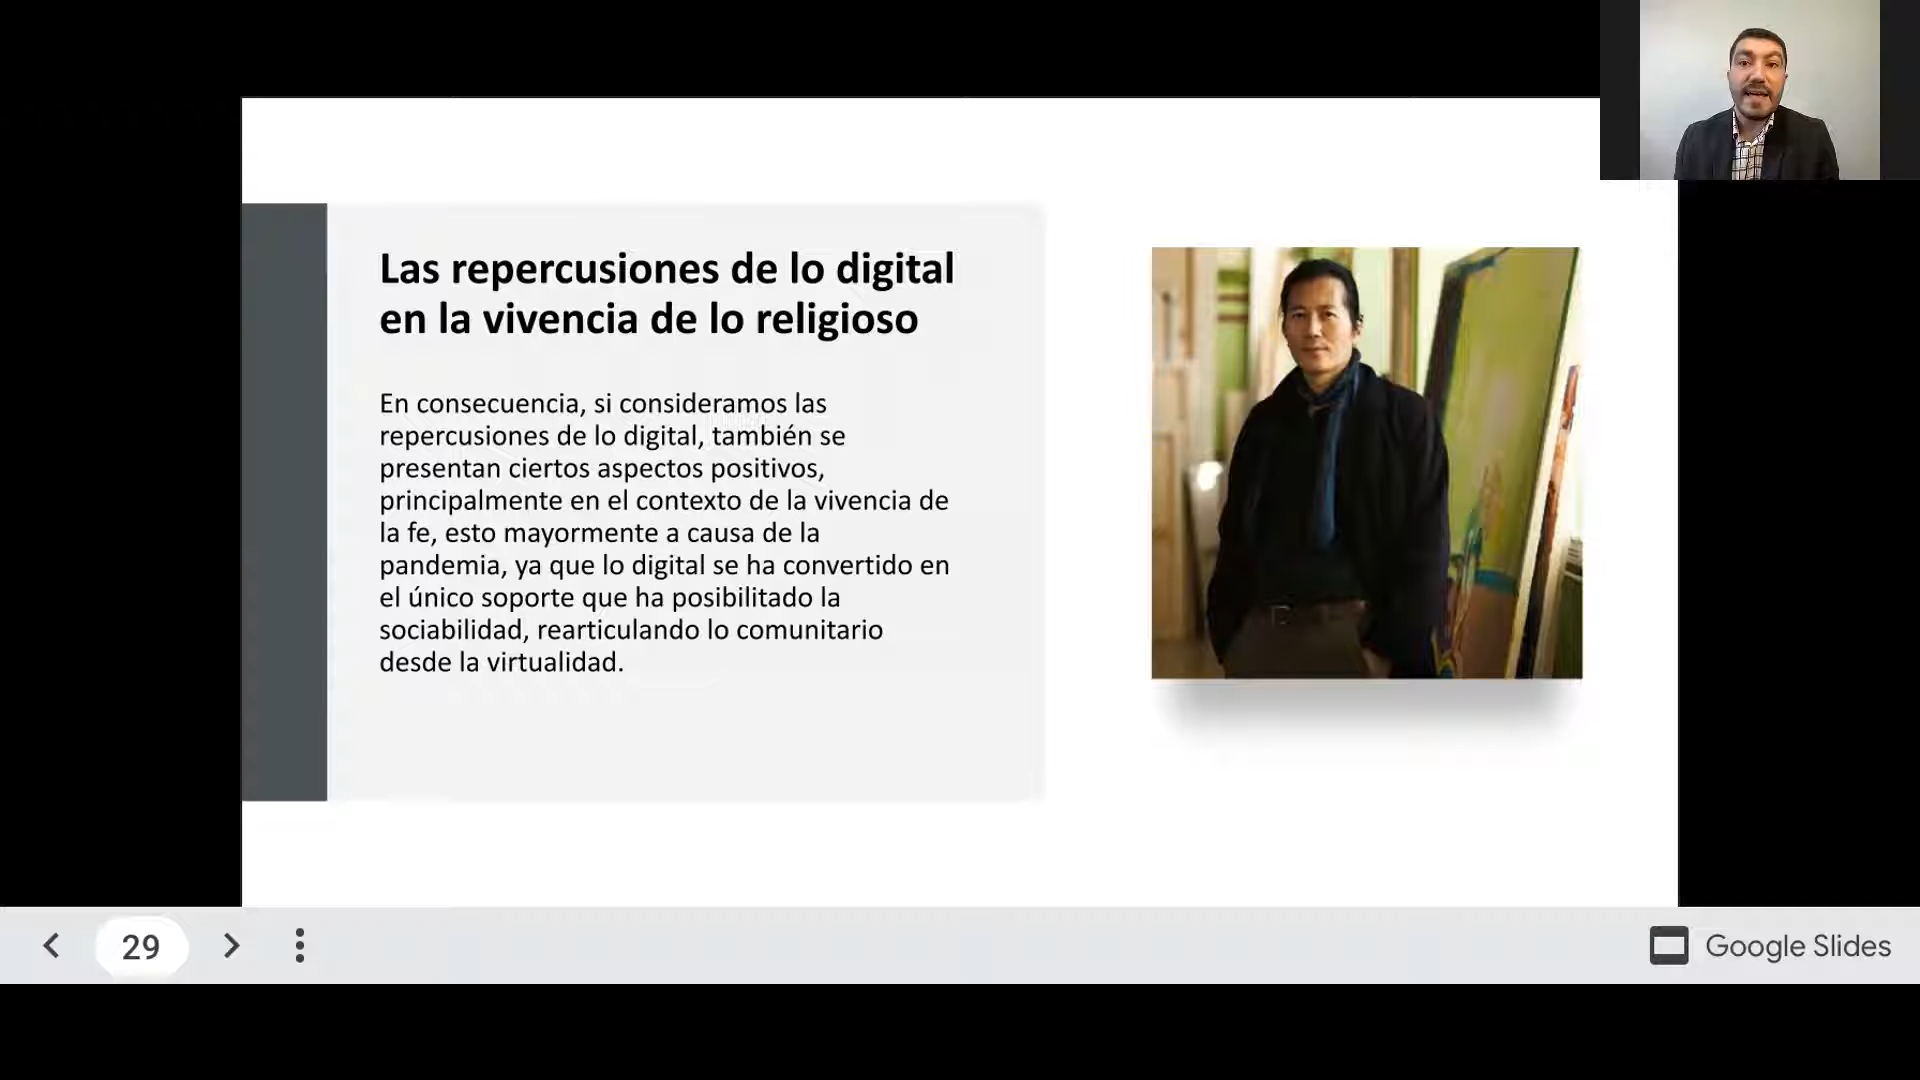 Las repercusiones de lo digital
en la vivencia de lo religioso
En consecuencia, si consideramos las
repercusiones de lo digital, también se
presentan ciertos aspectos positivos,
principalmente en el contexto de la vivencia de
la fe, esto mayormente a causa de la
pandemia, ya que lo digital se ha convertido en
el único soporte que ha posibilitado la
sociabilidad, rearticulando lo comunitario
desde la virtualidad.
29
Google Slides